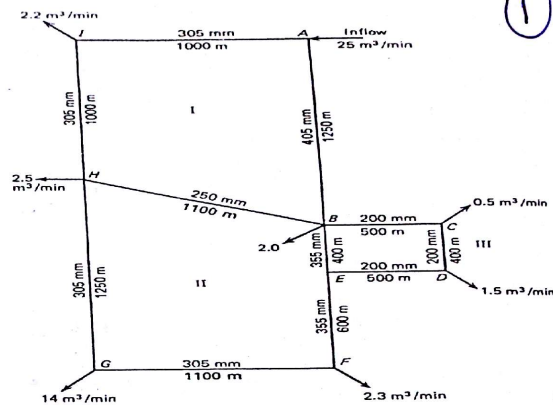 1
2.2 m³/min
I
305 mm
1000 m
A
Inflow
25 m³/min
305 mm
1000 m
I
405 mm
1250 m
2.5
m³/min
H
250 mm
1100 m
B
200 mm
500 m
C
0.5 m³/min
2.0
355 mm
400 m
200 mm
400 m
III
305 mm
1250 m
II
E
200 mm
500 m
D
1.5 m³/min
355 mm
600 m
G
305 mm
1100 m
F
14 m³/min
2.3 m³/min